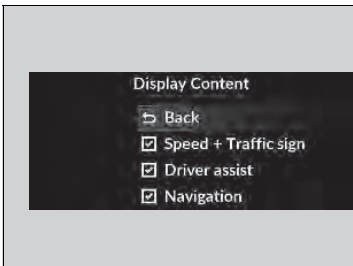 Display Content
Back
Speed + Traffic sign
Driver assist
Navigation